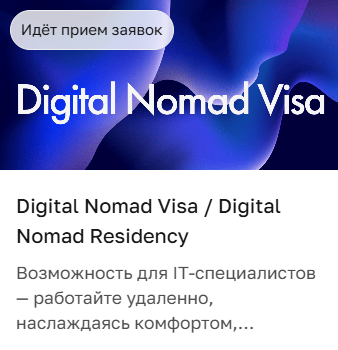 Идёт прием заявок
Digital Nomad Visa
Digital Nomad Visa / Digital
Nomad Residency
Возможность для IT-специалистов
— работайте удаленно,
наслаждаясь комфортом,...